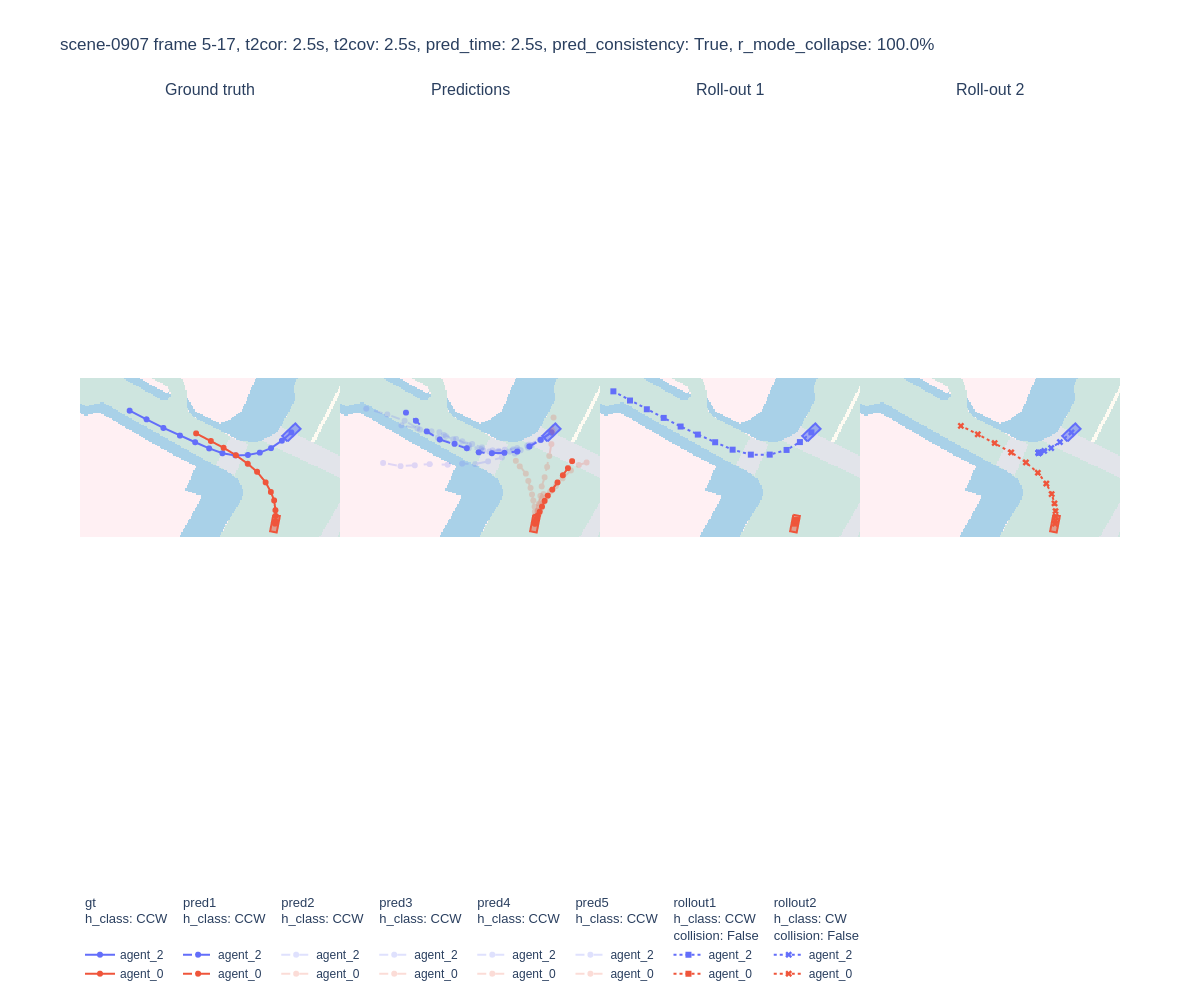 scene-0907 frame 5-17, t2cor: 2.5s, t2cov: 2.5s, pred_time: 2.5s, pred_consistency: True, r_mode_collapse: 100.0%
Ground truth
Predictions
Roll-out 1
Roll-out 2
gt
h_class: CCW
agent_2
agent_0
pred1
h_class: CCW
agent_2
agent_0
pred2
h_class: CCW
agent_2
agent_0
pred3
h_class: CCW
agent_2
agent_0
pred4
h_class: CCW
agent_2
agent_0
pred5
h_class: CCW
agent_2
agent_0
rollout1
h_class: CCW
collision: False
agent_2
agent_0
rollout2
h_class: CW
collision: False
agent_2
agent_0